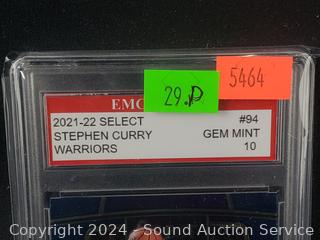 29.D
5464
EMC
2021-22 SELECT #94
STEPHEN CURRY GEM MINT
WARRIORS 10
Copyright 2024 - Sound Auction Service